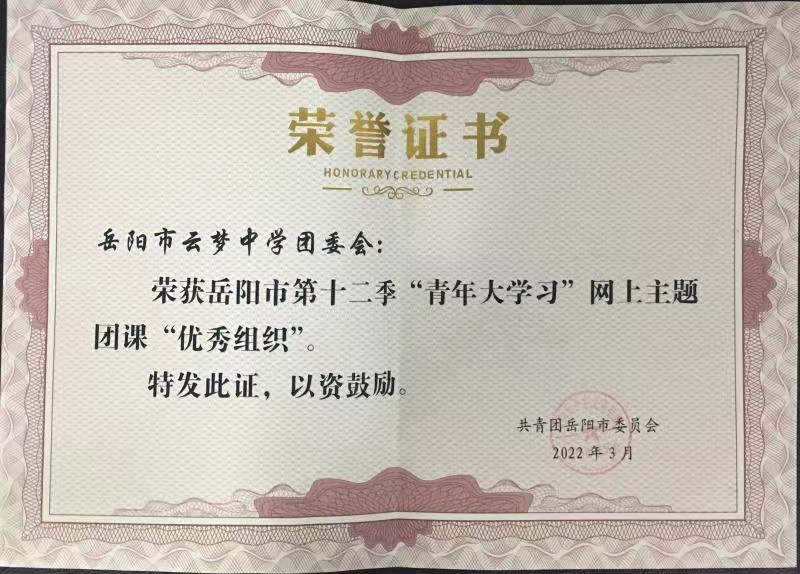 荣誉证书
HONORARY CREDENTIAL
岳阳市云梦中学团委会：
荣获岳阳市第十二季“青年大学习”网上主题
团课“优秀组织”。
特发此证，以资鼓励。
共青团岳阳市委员会
2022年3月